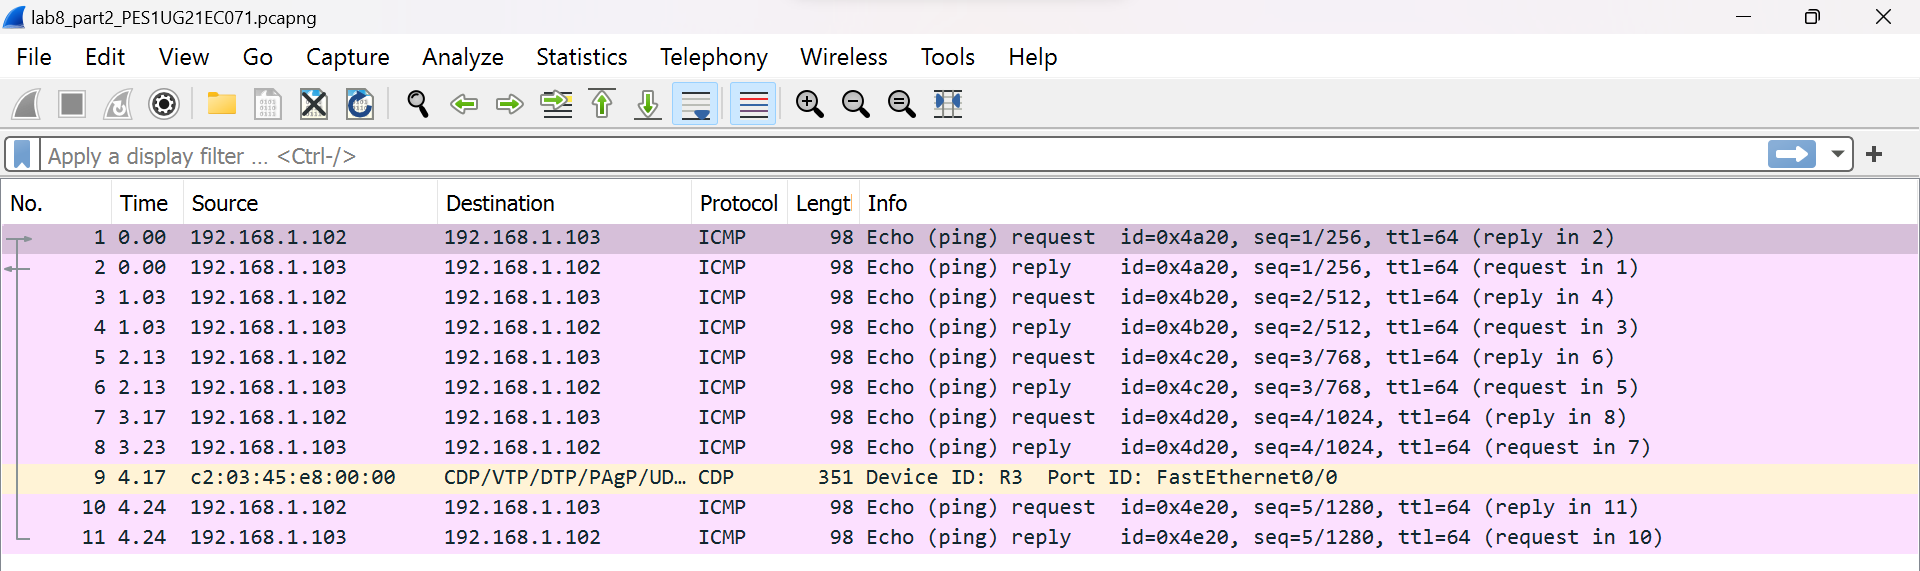 lab8_part2_PES1UG21EC071.pcapng
File Edit View Go Capture Analyze Statistics Telephony Wireless Tools Help
Apply a display filter ... <Ctrl-/>
No. Time Source Destination Protocol Lengtl Info
1 0.00 192.168.1.102 192.168.1.103 ICMP 98 Echo (ping) request id=0x4a20, seq=1/256, ttl=64 (reply in 2)
2 0.00 192.168.1.103 192.168.1.102 ICMP 98 Echo (ping) reply id=0x4a20, seq=1/256, ttl=64 (request in 1)
3 1.03 192.168.1.102 192.168.1.103 ICMP 98 Echo (ping) request id=0x4b20, seq=2/512, ttl=64 (reply in 4)
4 1.03 192.168.1.103 192.168.1.102 ICMP 98 Echo (ping) reply id=0x4b20, seq=2/512, ttl=64 (request in 3)
5 2.13 192.168.1.102 192.168.1.103 ICMP 98 Echo (ping) request id=0x4c20, seq=3/768, ttl=64 (reply in 6)
6 2.13 192.168.1.103 192.168.1.102 ICMP 98 Echo (ping) reply id=0x4c20, seq=3/768, ttl=64 (request in 5)
7 3.17 192.168.1.102 192.168.1.103 ICMP 98 Echo (ping) request id=0x4d20, seq=4/1024, ttl=64 (reply in 8)
8 3.23 192.168.1.103 192.168.1.102 ICMP 98 Echo (ping) reply id=0x4d20, seq=4/1024, ttl=64 (request in 7)
9 4.17 c2:03:45:e8:00:00 CDP/VTP/DTP/PAgP/UD… CDP 351 Device ID: R3 Port ID: FastEthernet0/0
10 4.24 192.168.1.102 192.168.1.103 ICMP 98 Echo (ping) request id=0x4e20, seq=5/1280, ttl=64 (reply in 11)
11 4.24 192.168.1.103 192.168.1.102 ICMP 98 Echo (ping) reply id=0x4e20, seq=5/1280, ttl=64 (request in 10)